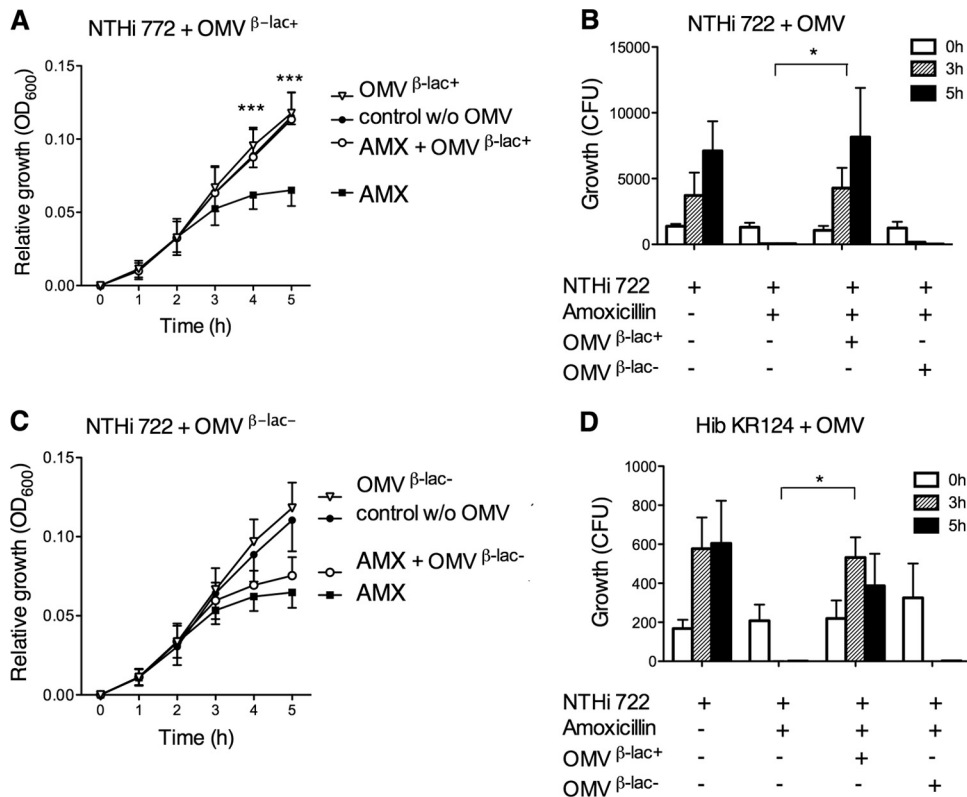 A
NTHi 772 + OMV β-lac+
Relative growth (OD600)
0.15
0.10
0.05
0.00
***
***
0 1 2 3 4 5
Time (h)
OMV β-lac+
control w/o OMV
AMX + OMV β-lac+
AMX
B
NTHi 722 + OMV
Growth (CFU)
15000
10000
5000
0
*
0h
3h
5h
NTHi 722 + + + +
Amoxicillin - + + +
OMV β-lac+ - - + -
OMV β-lac- - - - +
C
NTHi 722 + OMV β-lac-
Relative growth (OD600)
0.15
0.10
0.05
0.00
0 1 2 3 4 5
Time (h)
OMV β-lac-
control w/o OMV
AMX + OMV β-lac-
AMX
D
Hib KR124 + OMV
Growth (CFU)
1000
800
600
400
200
0
*
0h
3h
5h
NTHi 722 + + + +
Amoxicillin - + + +
OMV β-lac+ - - + -
OMV β-lac- - - - +